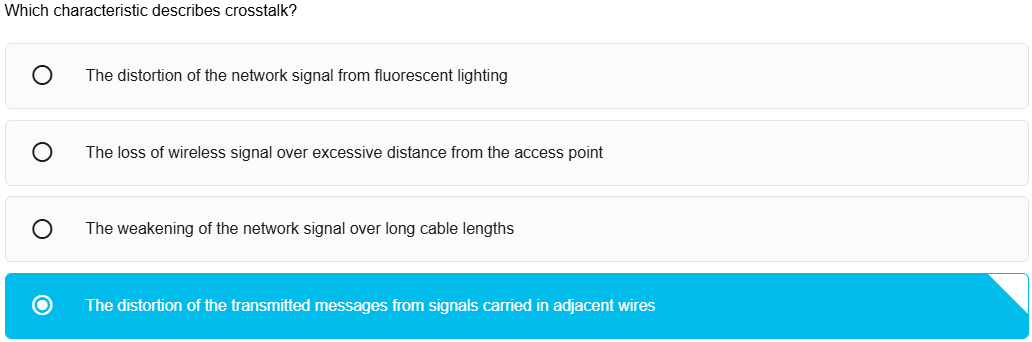 Which characteristic describes crosstalk?
The distortion of the network signal from fluorescent lighting
The loss of wireless signal over excessive distance from the access point
The weakening of the network signal over long cable lengths
The distortion of the transmitted messages from signals carried in adjacent wires